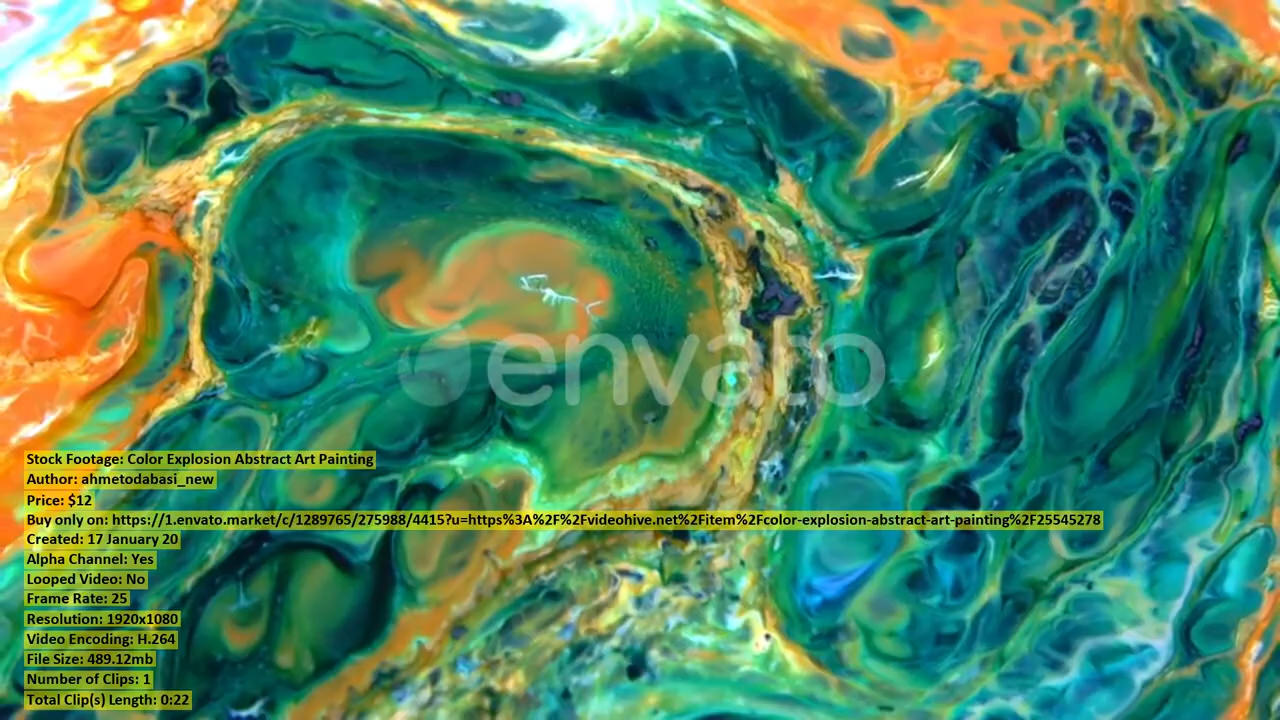 envato
Stock Footage: Color Explosion Abstract Art Painting
Author: ahmetodabasi_new
Price: $12
Buy only on: https://1.envato.market/c/1289765/275988/4415?u=https%3A%2F%2Fvideohive.net%2Fitem%2Fcolor-explosion-abstract-art-painting%2F25545278
Created: 17 January 20
Alpha Channel: Yes
Looped Video: No
Frame Rate: 25
Resolution: 1920x1080
Video Encoding: H.264
File Size: 489.12mb
Number of Clips: 1
Total Clip(s) Length: 0:22